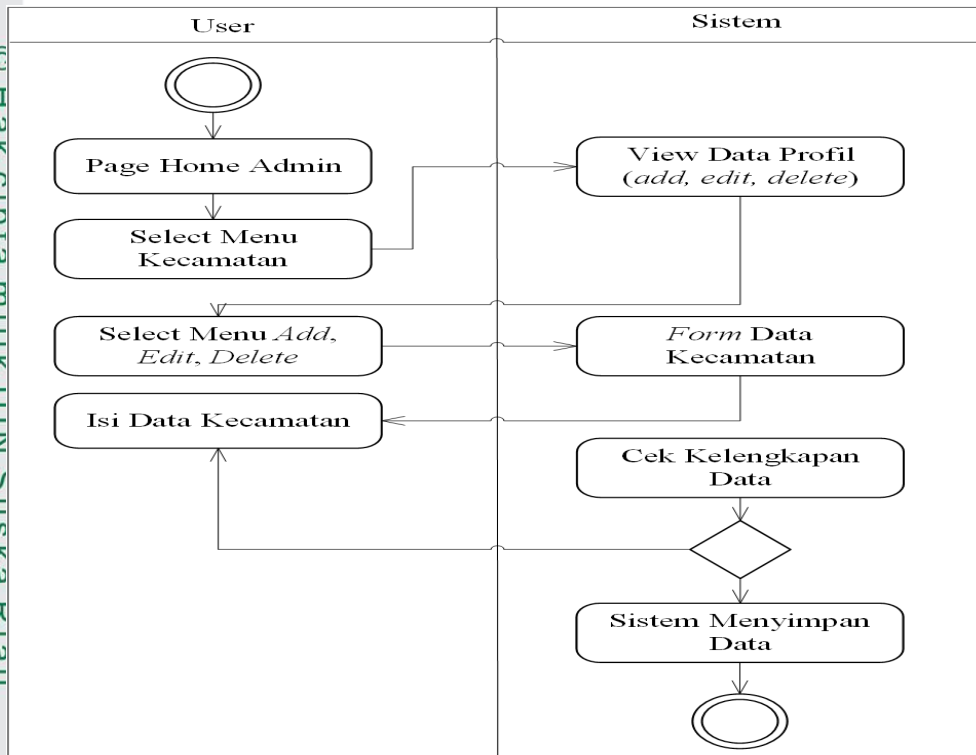 User
Sistem
Page Home Admin
View Data Profil
(add, edit, delete)
Select Menu
Kecamatan
Select Menu Add,
Edit, Delete
Form Data
Kecamatan
Isi Data Kecamatan
Cek Kelengkapan
Data
Sistem Menyimpan
Data